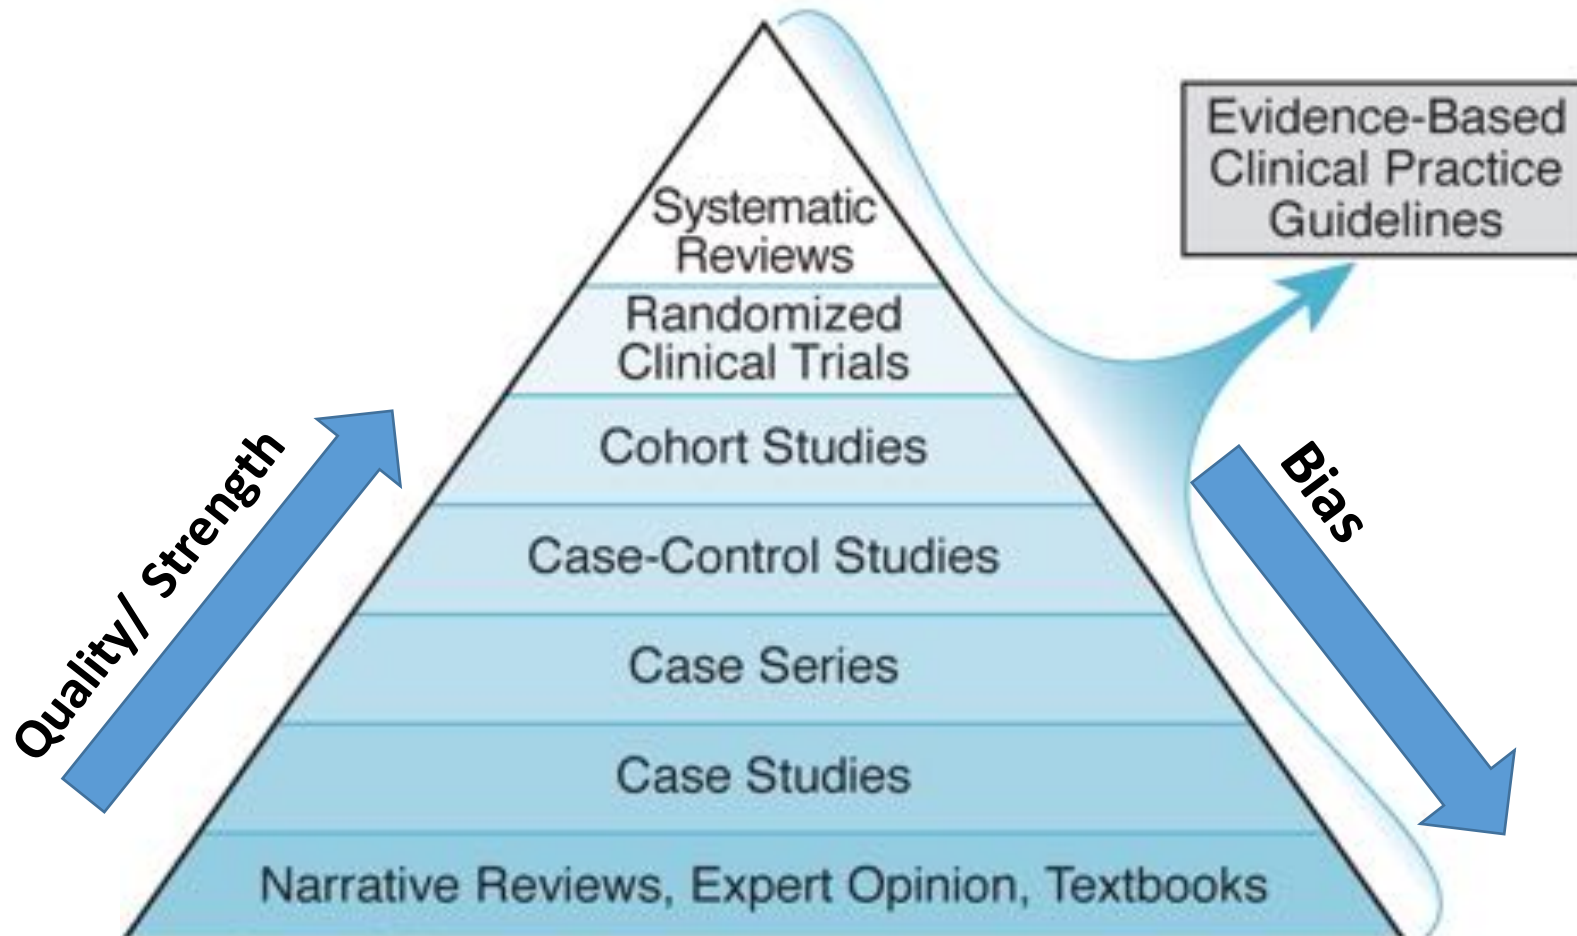 Evidence-Based
Clinical Practice
Guidelines
Systematic
Reviews
Randomized
Clinical Trials
Cohort Studies
Case-Control Studies
Case Series
Case Studies
Narrative Reviews, Expert Opinion, Textbooks
Quality/ Strength
Bias